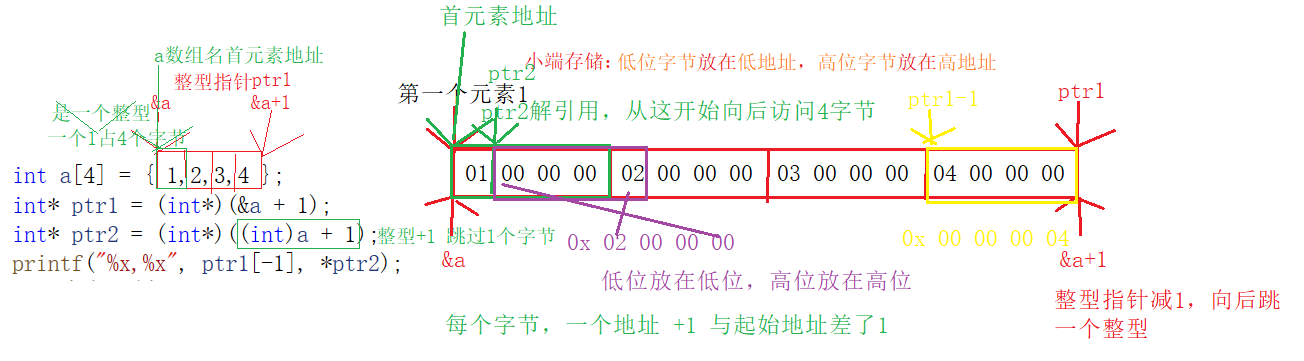 首元素地址
a数组名首元素地址
小端存储：低位字节放在低地址，高位字节放在高地址
整型指针ptr1
ptr2
&a
&a+1
第一个元素1
ptr1-1
ptr1
是一个整型
ptr2解引用，从这开始向后访问4字节
一个1占4个字节
int a[4] = { 1,2,3,4 };
01 00 00 00 02 00 00 00 03 00 00 00 04 00 00 00
int* ptr1 = (int*)(&a + 1);
int* ptr2 = (int*)((int)a + 1);
整型+1 跳过1个字节
0x 02 00 00 00
0x 00 00 00 04
printf("%x,%x", ptr1[-1], *ptr2);
&a
&a+1
低位放在低位，高位放在高位
整型指针减1，向后跳
一个整型
每个字节，一个地址 +1 与起始地址差了1